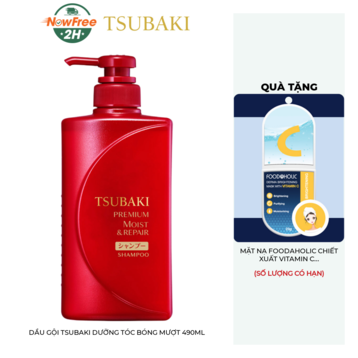 NowFree
2H
TSUBAKI
TSUBAKI
PREMIUM
MOIST
& REPAIR
シャンプー
SHAMPOO
DẦU GỘI TSUBAKI DƯỠNG TÓC BÓNG MƯỢT 490ML
QUÀ TẶNG
FOODAHOLIC
MẶT NẠ FOODAHOLIC CHIẾT
XUẤT VITAMIN C...
(SỐ LƯỢNG CÓ HẠN)